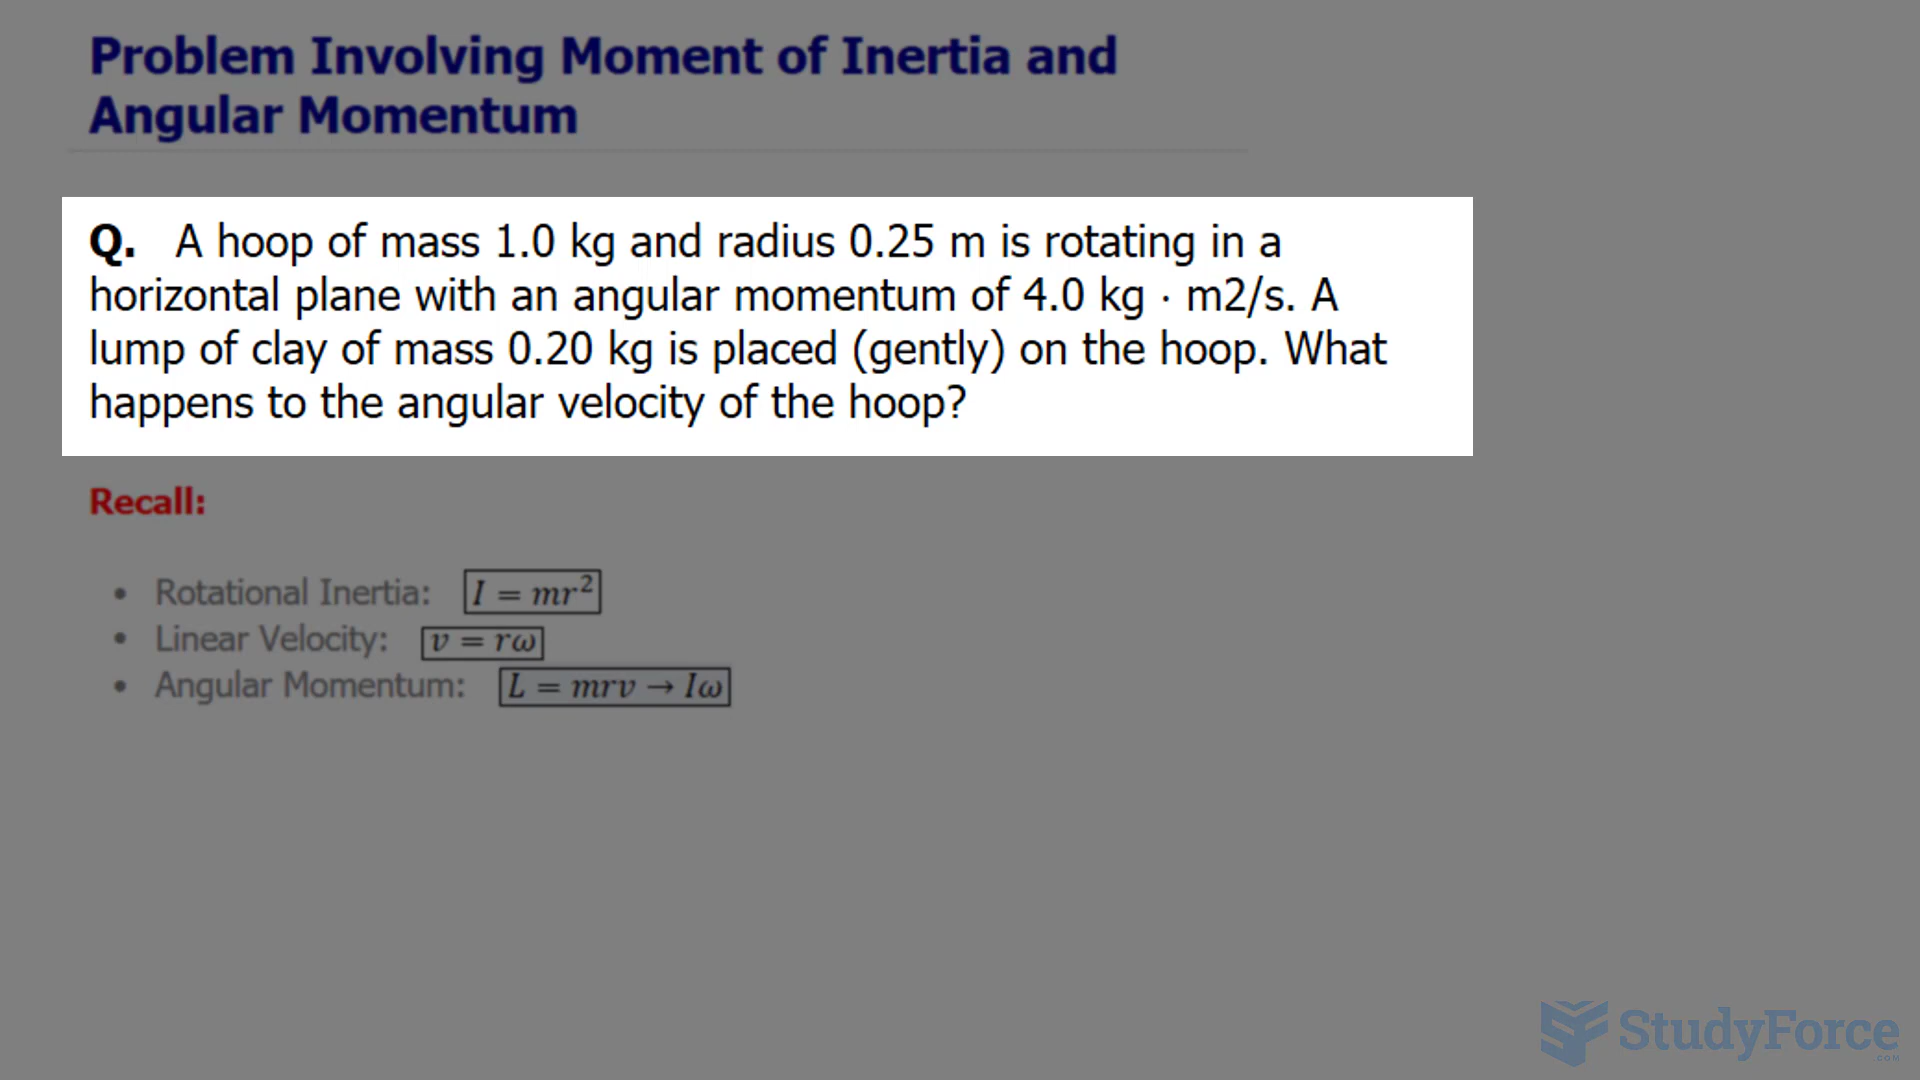 Problem Involving Moment of Inertia and
Angular Momentum
Q. A hoop of mass 1.0 kg and radius 0.25 m is rotating in a
horizontal plane with an angular momentum of 4.0 kg · m2/s. A
lump of clay of mass 0.20 kg is placed (gently) on the hoop. What
happens to the angular velocity of the hoop?
Recall:
• Rotational Inertia: I = mr²
• Linear Velocity: v = rω
• Angular Momentum: L = mrv → Iω
StudyForce
.COM